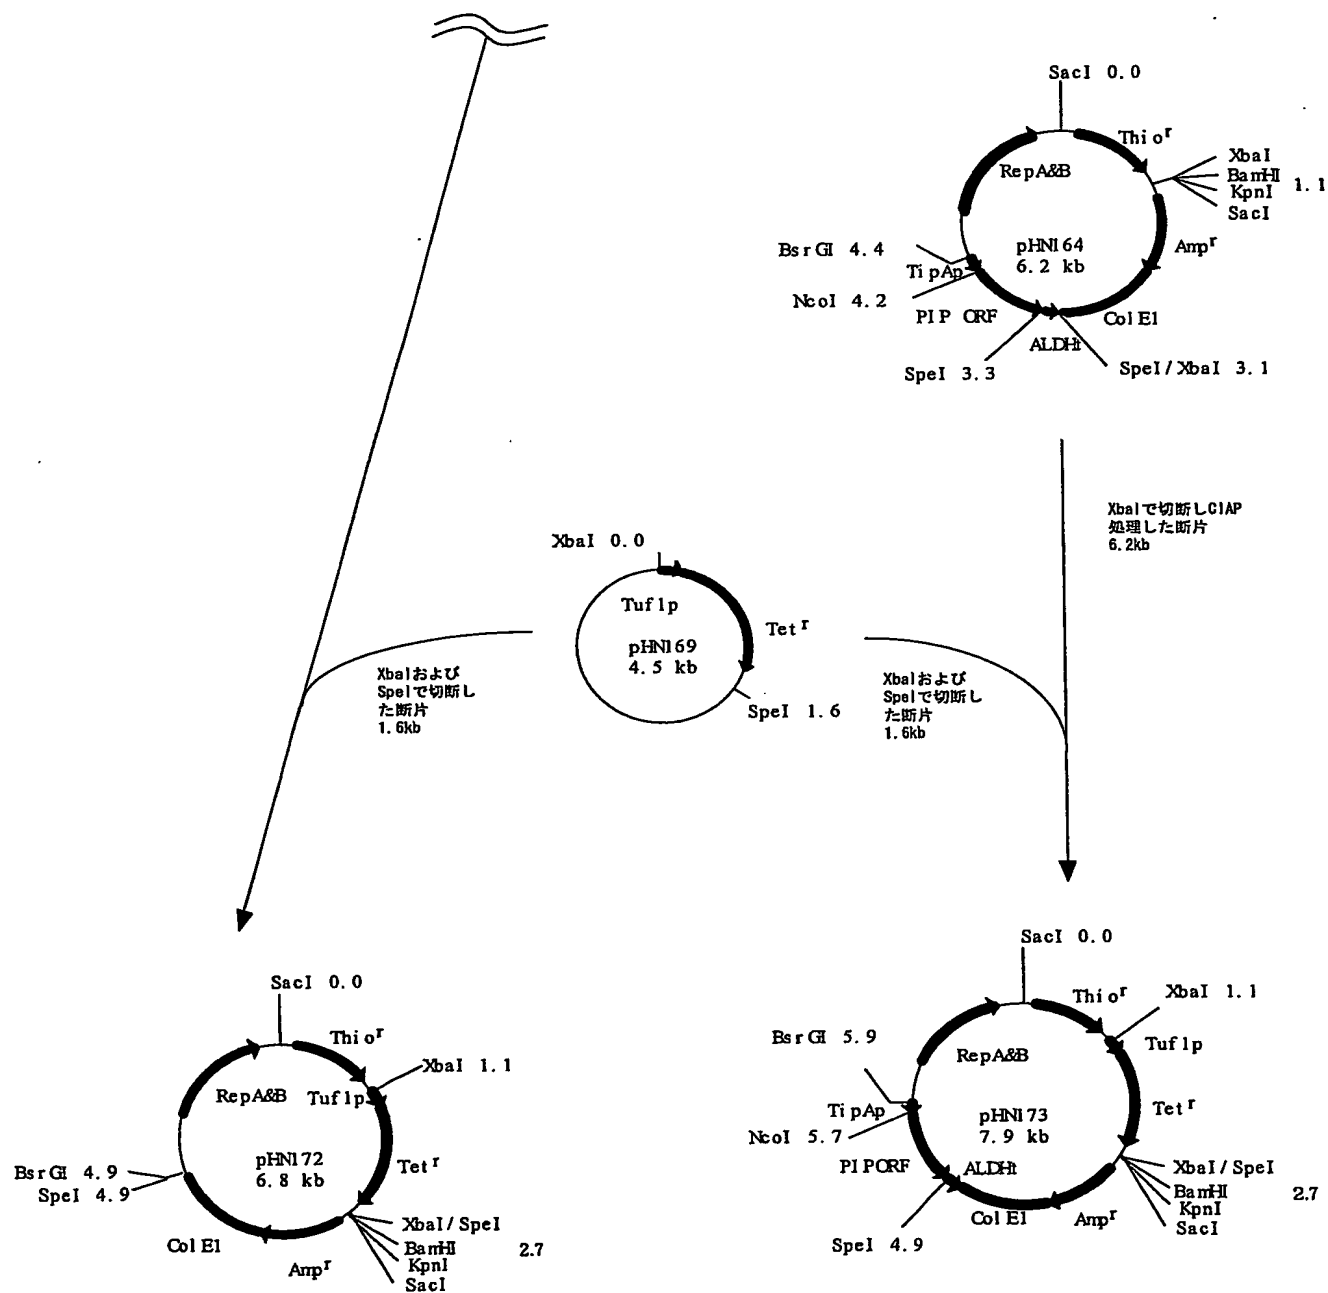 SacI 0.0
Thio^r
XbaI
BamHI
KpnI
SacI
1.1
RepA&B
pHN164
6.2 kb
Amp^r
BsrGI 4.4
TipAp
NcoI 4.2
PIP ORF
ColE1
ALDHt
SpeI 3.3
SpeI/XbaI 3.1
XbaIで切断しCIAP
処理した断片
6.2kb
XbaI 0.0
Tuf1p
Tet^r
pHN169
4.5 kb
SpeI 1.6
XbaIおよび
SpeIで切断し
た断片
1.6kb
XbaIおよび
SpeIで切断し
た断片
1.6kb
SacI 0.0
Thio^r
XbaI 1.1
RepA&B
Tuf1p
pHN172
6.8 kb
Tet^r
BsrGI 4.9
SpeI 4.9
XbaI/SpeI
BamHI
KpnI
SacI
2.7
ColE1
Amp^r
SacI 0.0
Thio^r
XbaI 1.1
BsrGI 5.9
RepA&B
Tuf1p
TipAp
pHN173
7.9 kb
Tet^r
NcoI 5.7
PIPORF
ALDHt
XbaI/SpeI
BamHI
KpnI
SacI
2.7
ColE1
Amp^r
SpeI 4.9